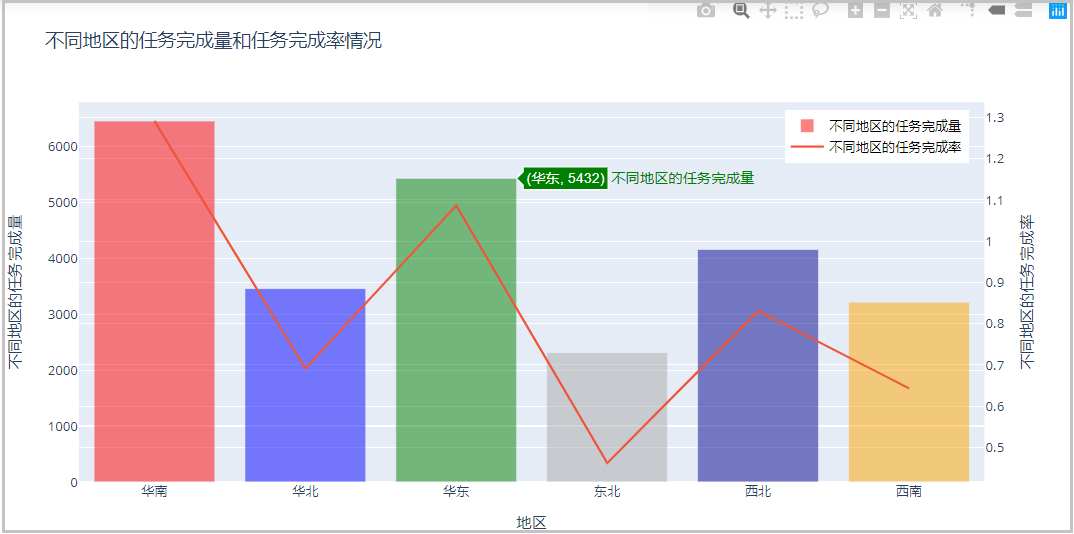 不同地区的任务完成量和任务完成率情况
不同地区的任务完成量
不同地区的任务完成率
(华东, 5432) 不同地区的任务完成量
不同地区的任务完成量
6000
5000
4000
3000
2000
1000
0
1.3
1.2
1.1
1
0.9
0.8
0.7
0.6
0.5
不同地区的任务完成率
华南 华北 华东 东北 西北 西南
地区